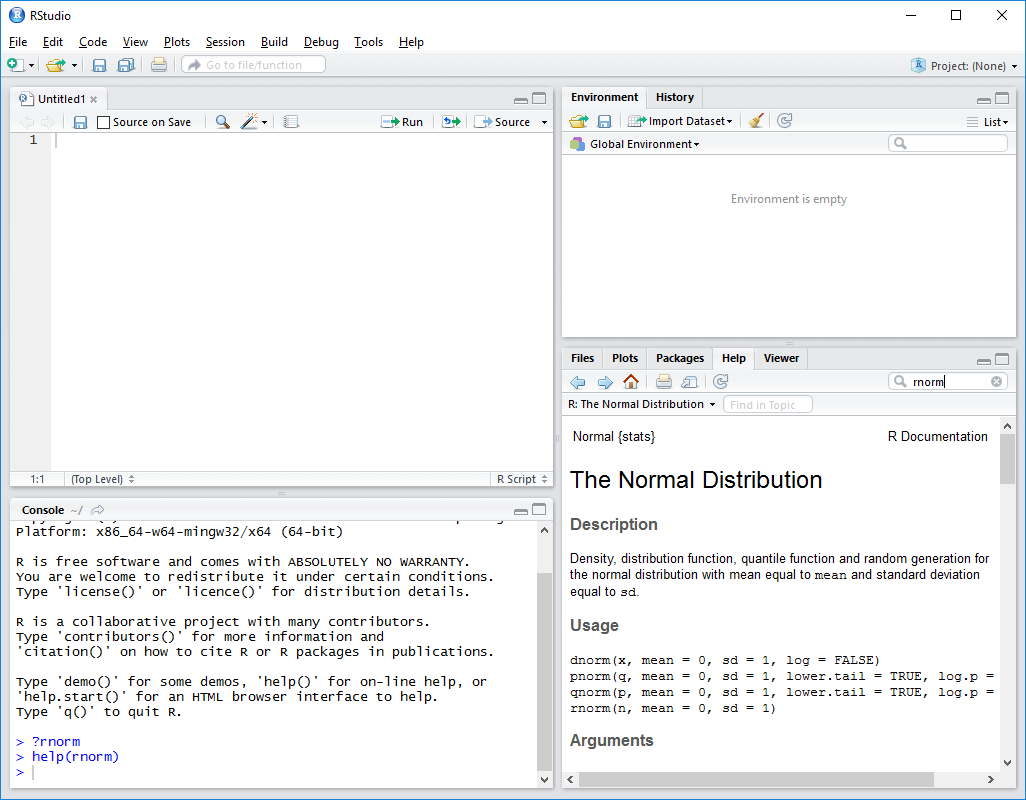 RStudio
File Edit Code View Plots Session Build Debug Tools Help
Go to file/function
Project: (None)
Untitled1
Source on Save
Run
Source
1
1:1
(Top Level)
R Script
Console ~/
Platform: x86_64-w64-mingw32/x64 (64-bit)
R is free software and comes with ABSOLUTELY NO WARRANTY.
You are welcome to redistribute it under certain conditions.
Type 'license()' or 'licence()' for distribution details.
R is a collaborative project with many contributors.
Type 'contributors()' for more information and
'citation()' on how to cite R or R packages in publications.
Type 'demo()' for some demos, 'help()' for on-line help, or
'help.start()' for an HTML browser interface to help.
Type 'q()' to quit R.
> ?rnorm
> help(rnorm)
>
Environment History
Import Dataset
List
Global Environment
Environment is empty
Files Plots Packages Help Viewer
rnorm
R: The Normal Distribution
Find in Topic
Normal {stats}
R Documentation
The Normal Distribution
Description
Density, distribution function, quantile function and random generation for
the normal distribution with mean equal to mean and standard deviation
equal to sd.
Usage
dnorm(x, mean = 0, sd = 1, log = FALSE)
pnorm(q, mean = 0, sd = 1, lower.tail = TRUE, log.p =
qnorm(p, mean = 0, sd = 1, lower.tail = TRUE, log.p =
rnorm(n, mean = 0, sd = 1)
Arguments